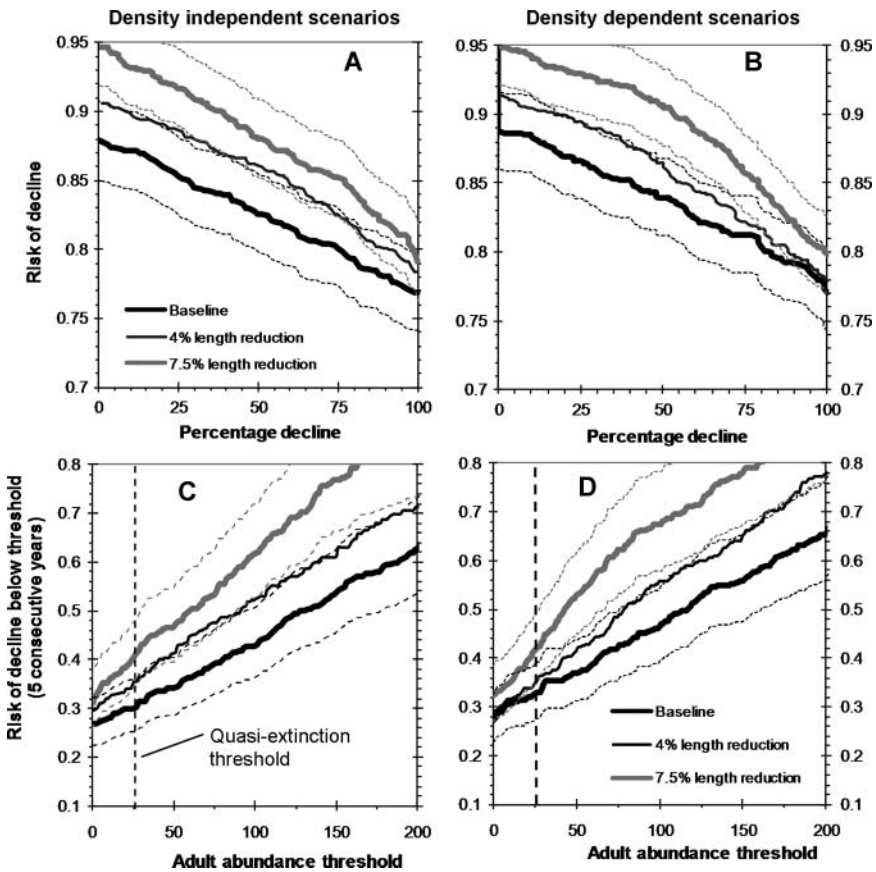 Density independent scenarios
Density dependent scenarios
A
B
0.95
0.9
0.85
0.8
0.75
0.7
0.95
0.9
0.85
0.8
0.75
0.7
0.95
0.9
0.85
0.8
0.75
0.7
Risk of decline
Baseline
4% length reduction
7.5% length reduction
0 25 50 75 100
0 25 50 75 100
Percentage decline
Percentage decline
C
D
0.8
0.7
0.6
0.5
0.4
0.3
0.2
0.1
0.8
0.7
0.6
0.5
0.4
0.3
0.2
0.1
0.8
0.7
0.6
0.5
0.4
0.3
0.2
0.1
Risk of decline below threshold
(5 consecutive years)
Quasi-extinction
threshold
Baseline
4% length reduction
7.5% length reduction
0 50 100 150 200
0 50 100 150 200
Adult abundance threshold
Adult abundance threshold